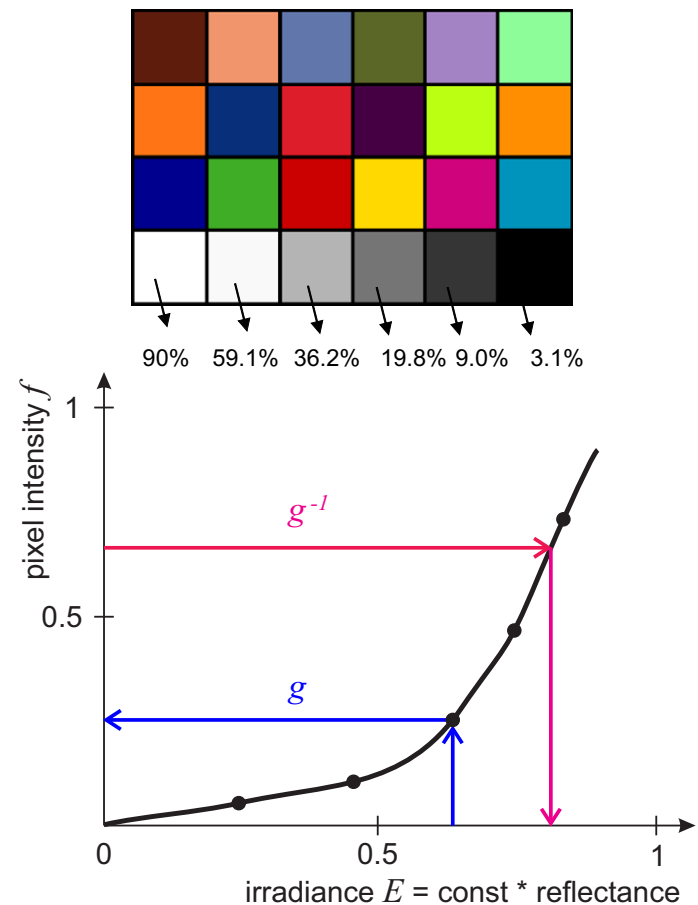 90% 59.1% 36.2% 19.8% 9.0% 3.1%
pixel intensity f
1
g⁻¹
0.5
g
0 0.5 1
irradiance E = const * reflectance